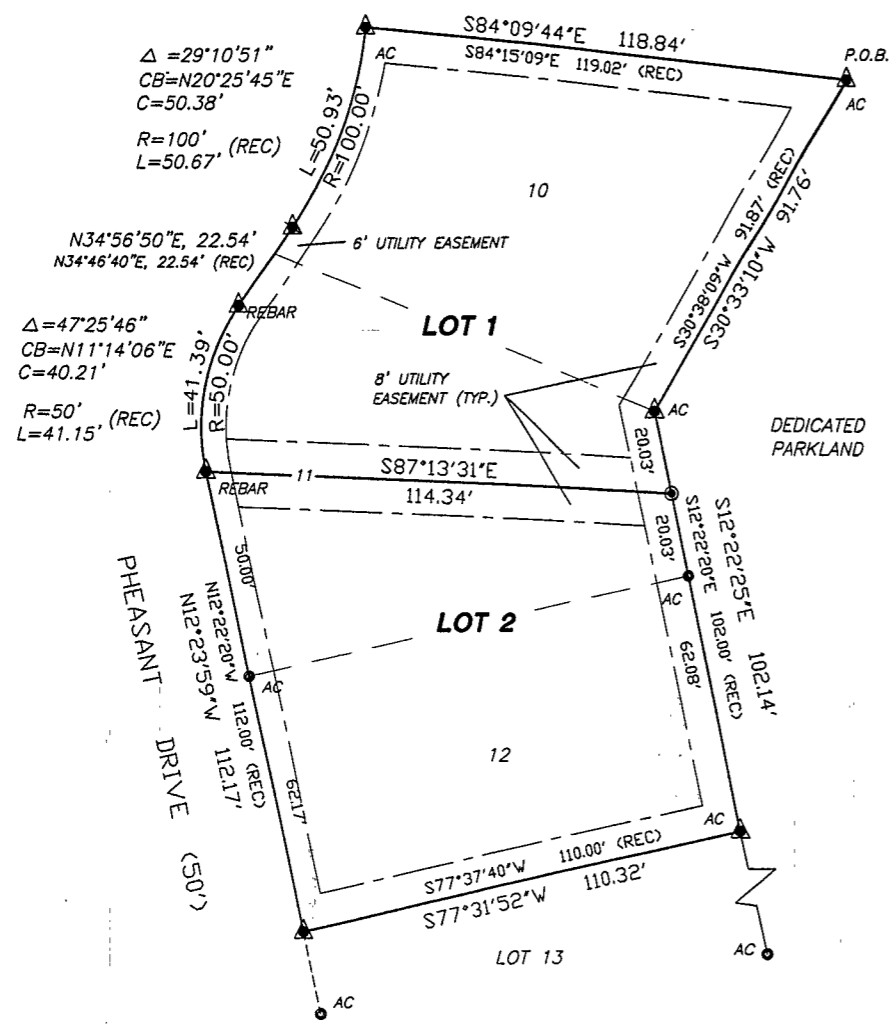 S84°09'44"E 118.84'
S84°15'09"E 119.02' (REC)
P.O.B.
AC
AC
Δ =29°10'51"
CB=N20°25'45"E
C=50.38'
R=100' (REC)
L=50.67'
L=50.93'
R=100.00'
10
S30°38'09"W 91.87' (REC)
S30°33'10"W 91.76'
N34°56'50"E, 22.54'
N34°46'40"E, 22.54' (REC)
6' UTILITY EASEMENT
REBAR
LOT 1
Δ=47°25'46"
CB=N11°14'06"E
C=40.21'
R=50' (REC)
L=41.15'
L=41.39'
R=50.00'
8' UTILITY
EASEMENT (TYP.)
AC
DEDICATED
PARKLAND
20.03'
REBAR
11
S87°13'31"E
114.34'
20.03'
S12°22'20"E 102.00' (REC)
S12°22'25"E 102.14'
50.00'
AC
LOT 2
AC
62.08'
N12°22'20"W 112.00' (REC)
N12°23'59"W 112.17'
PHEASANT DRIVE (50')
12
62.17'
AC
S77°37'40"W 110.00' (REC)
S77°31'52"W 110.32'
LOT 13
AC
AC